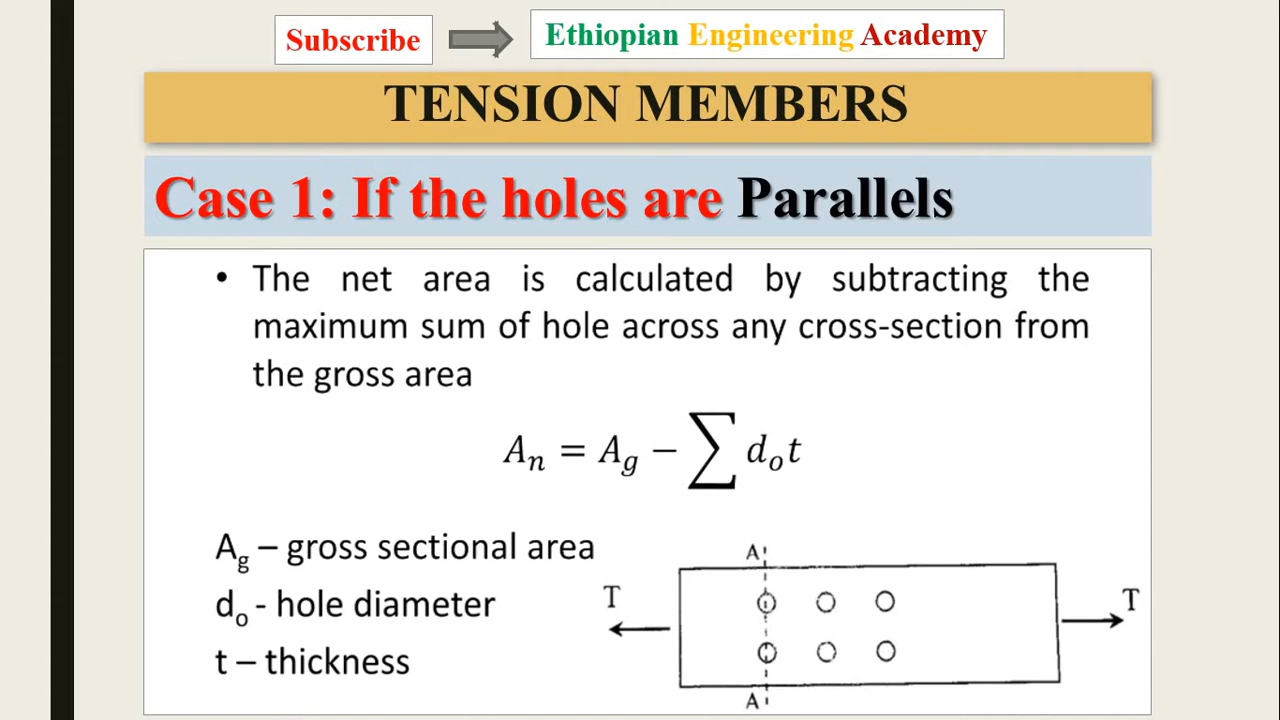 Subscribe
Ethiopian Engineering Academy
TENSION MEMBERS
Case 1: If the holes are Parallels
• The net area is calculated by subtracting the
maximum sum of hole across any cross-section from
the gross area
Aₙ = A_g − ∑ dₒt
A_g – gross sectional area
dₒ - hole diameter
t – thickness
A
T
T
A